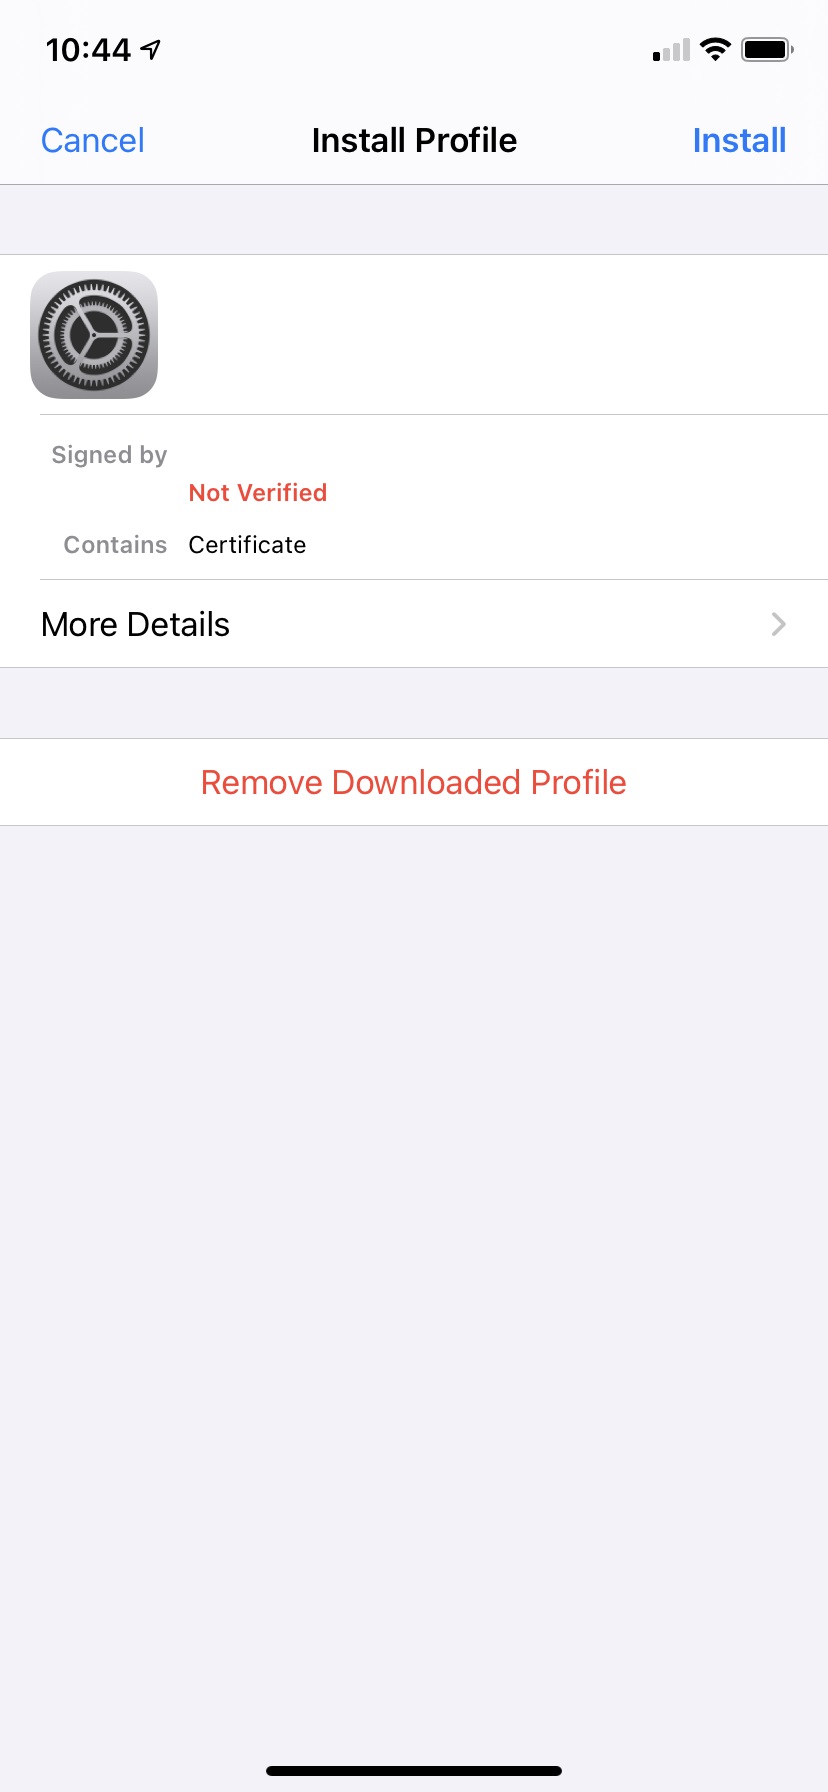 10:44
Cancel Install Profile Install
Signed by
Not Verified
Contains Certificate
More Details
Remove Downloaded Profile